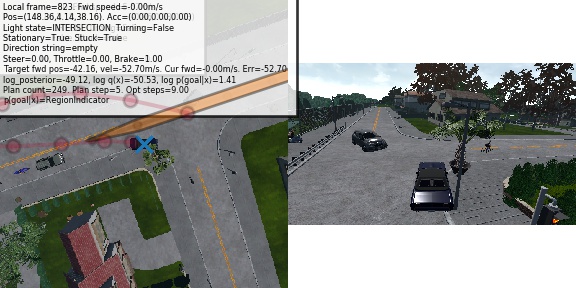 Local frame=823: Fwd speed=-0.00m/s
Pos=(148.36,4.14,38.16). Acc=(0.00,0.00,0.00)
Light state=INTERSECTION. Turning=False
Stationary=True. Stuck=True
Direction string=empty
Steer=0.00, Throttle=0.00, Brake=1.00
Target fwd pos=-42.16, vel=-52.70m/s. Cur fwd=-0.00m/s. Err=-52.70
log_posterior=-49.12, log q(x)=-50.53, log p(goal|x)=1.41
Plan count=249. Plan step=5. Opt steps=9.00
p(goal|x)=RegionIndicator